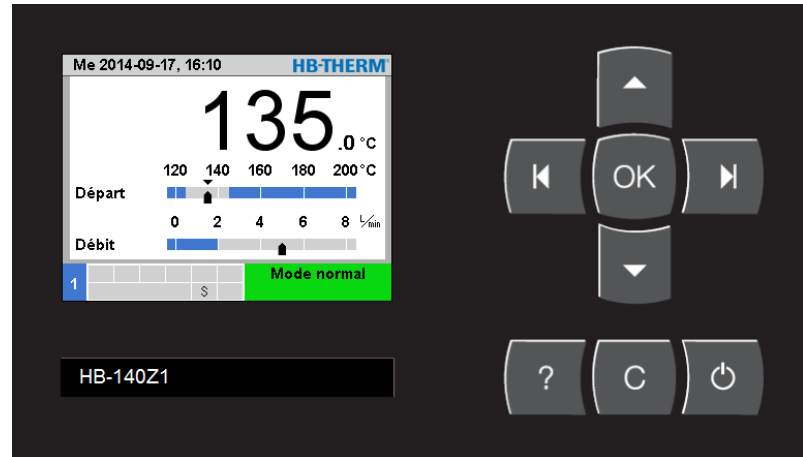 Me 2014-09-17, 16:10 HB-THERM®
135.0 °C
120 140 160 180 200°C
Départ
0 2 4 6 8 L/min
Débit
1
S
Mode normal
HB-140Z1
OK
? C